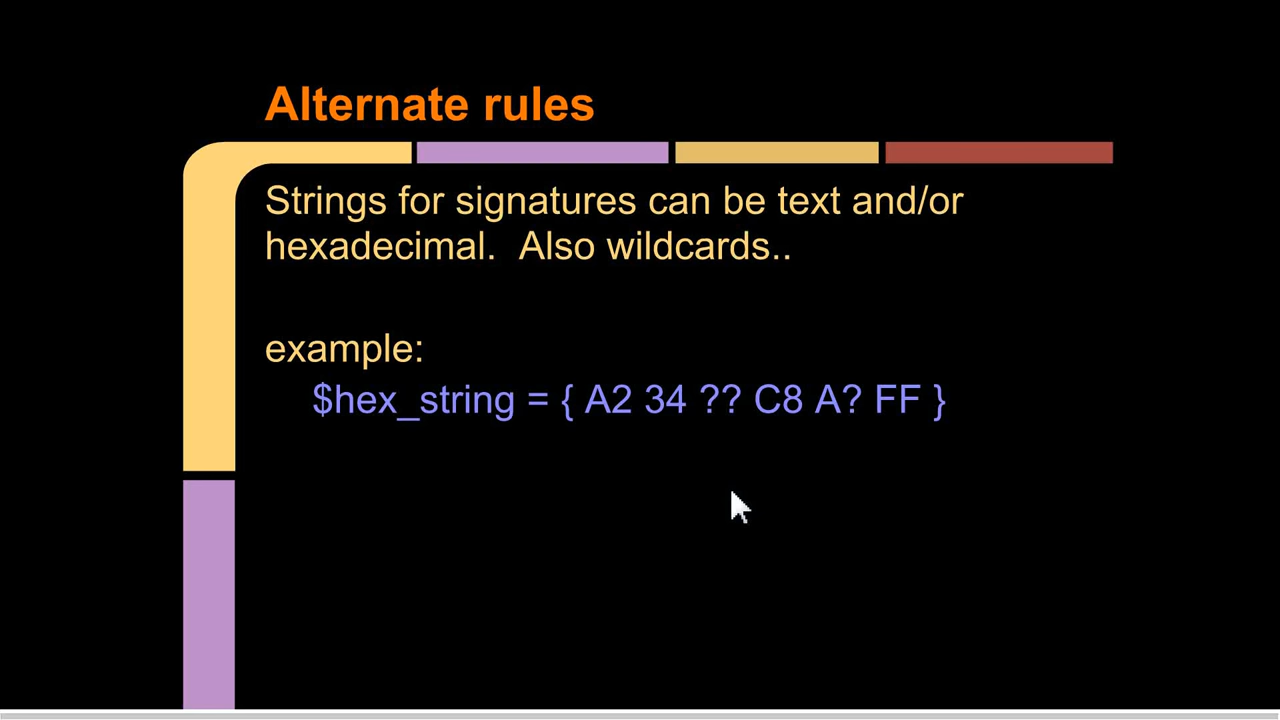 Alternate rules
Strings for signatures can be text and/or
hexadecimal.  Also wildcards..
example:
$hex_string = { A2 34 ?? C8 A? FF }